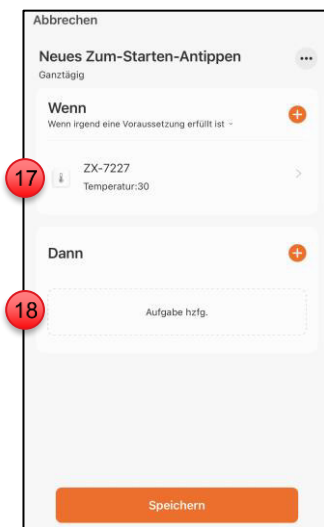 Abbrechen
Neues Zum-Starten-Antippen
Ganztägig
Wenn
Wenn irgend eine Voraussetzung erfüllt ist
17
ZX-7227
Temperatur:30
Dann
18
Aufgabe hzfg.
Speichern